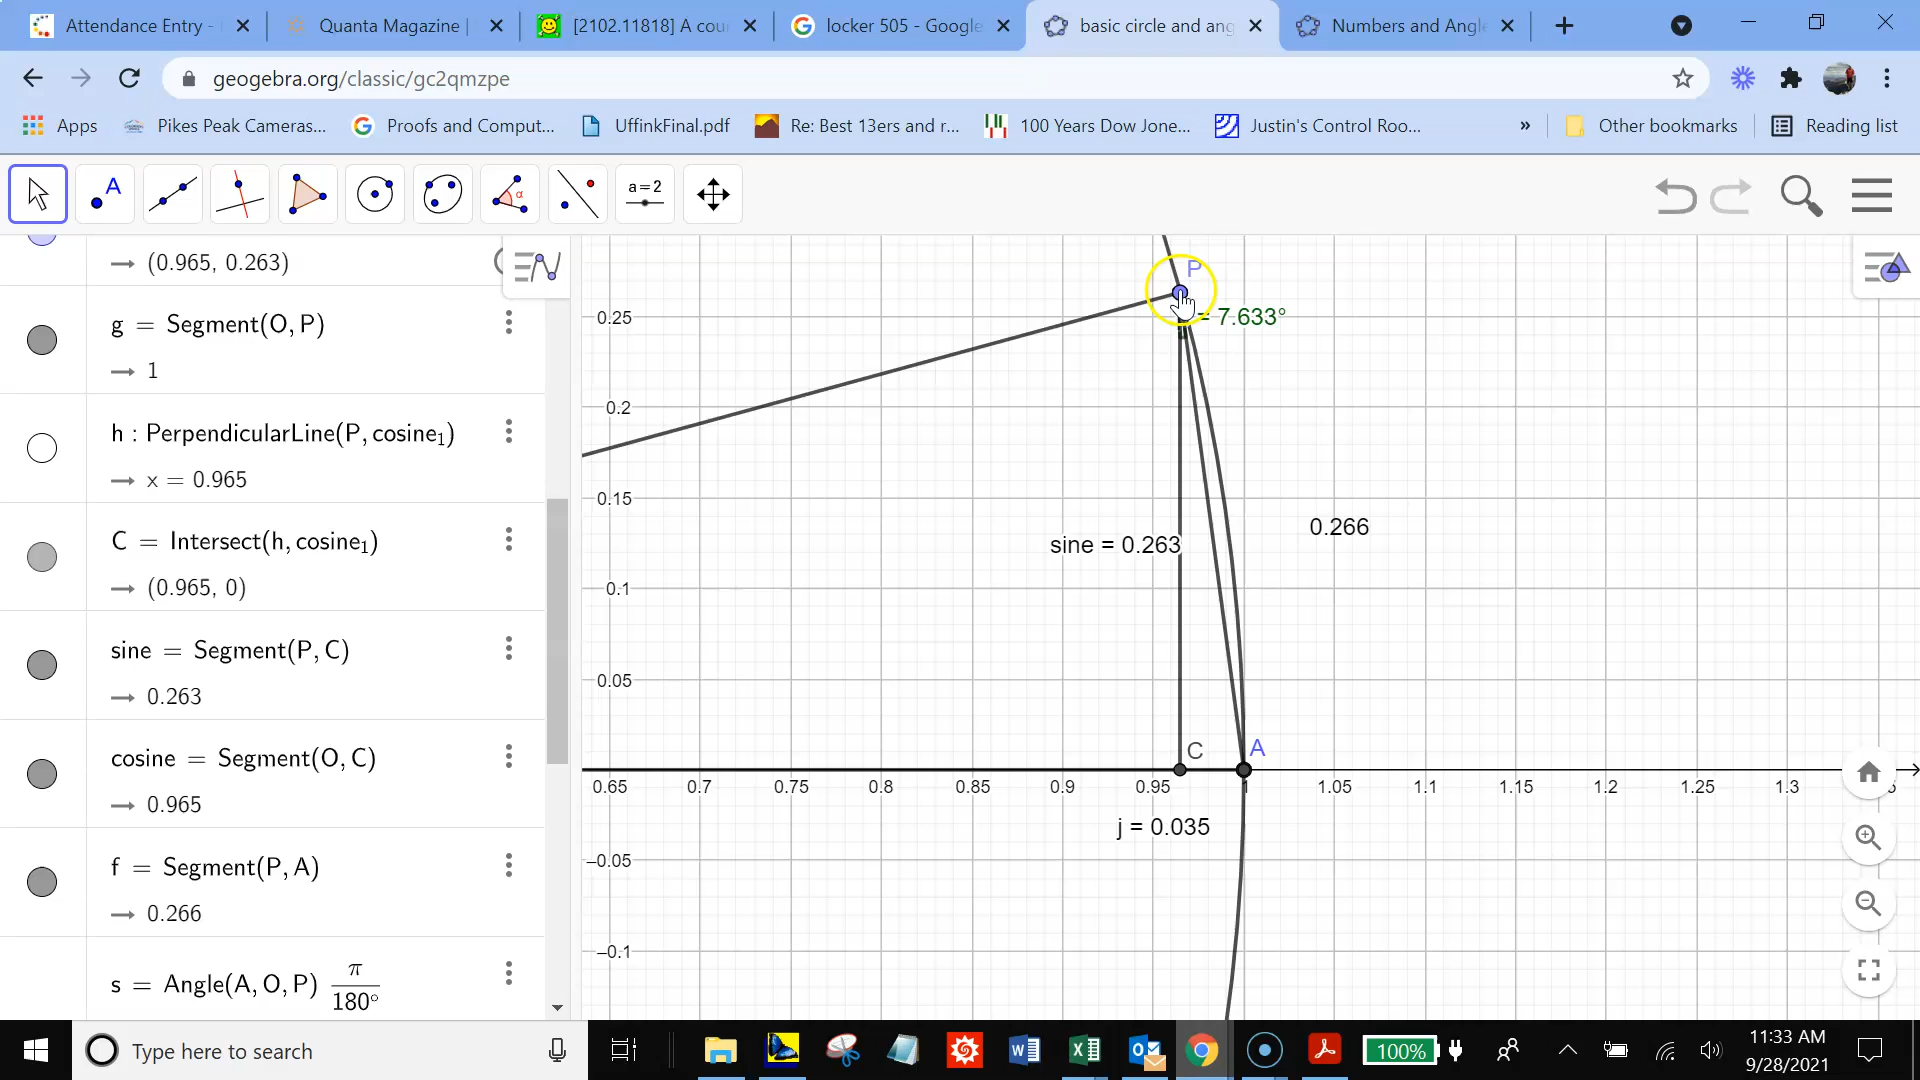 Attendance Entry -
Quanta Magazine |
[2102.11818] A cou
locker 505 - Google
basic circle and ang
Numbers and Angle
geogebra.org/classic/gc2qmzpe
Apps
Pikes Peak Cameras...
Proofs and Comput...
UffinkFinal.pdf
Re: Best 13ers and r...
100 Years Dow Jone...
Justin's Control Roo...
»
Other bookmarks
Reading list
A
α
a=2
→ (0.965, 0.263)
g = Segment(O, P)
→ 1
h : PerpendicularLine(P, cosine₁)
→ x = 0.965
C = Intersect(h, cosine₁)
→ (0.965, 0)
sine = Segment(P, C)
→ 0.263
cosine = Segment(O, C)
→ 0.965
f = Segment(P, A)
→ 0.266
s = Angle(A, O, P) π/180°
P
= 7.633°
0.25
0.2
0.15
0.1
0.05
−0.05
−0.1
sine = 0.263
0.266
C
A
0.65 0.7 0.75 0.8 0.85 0.9 0.95 1 1.05 1.1 1.15 1.2 1.25 1.3
j = 0.035
Type here to search
100%
11:33 AM
9/28/2021